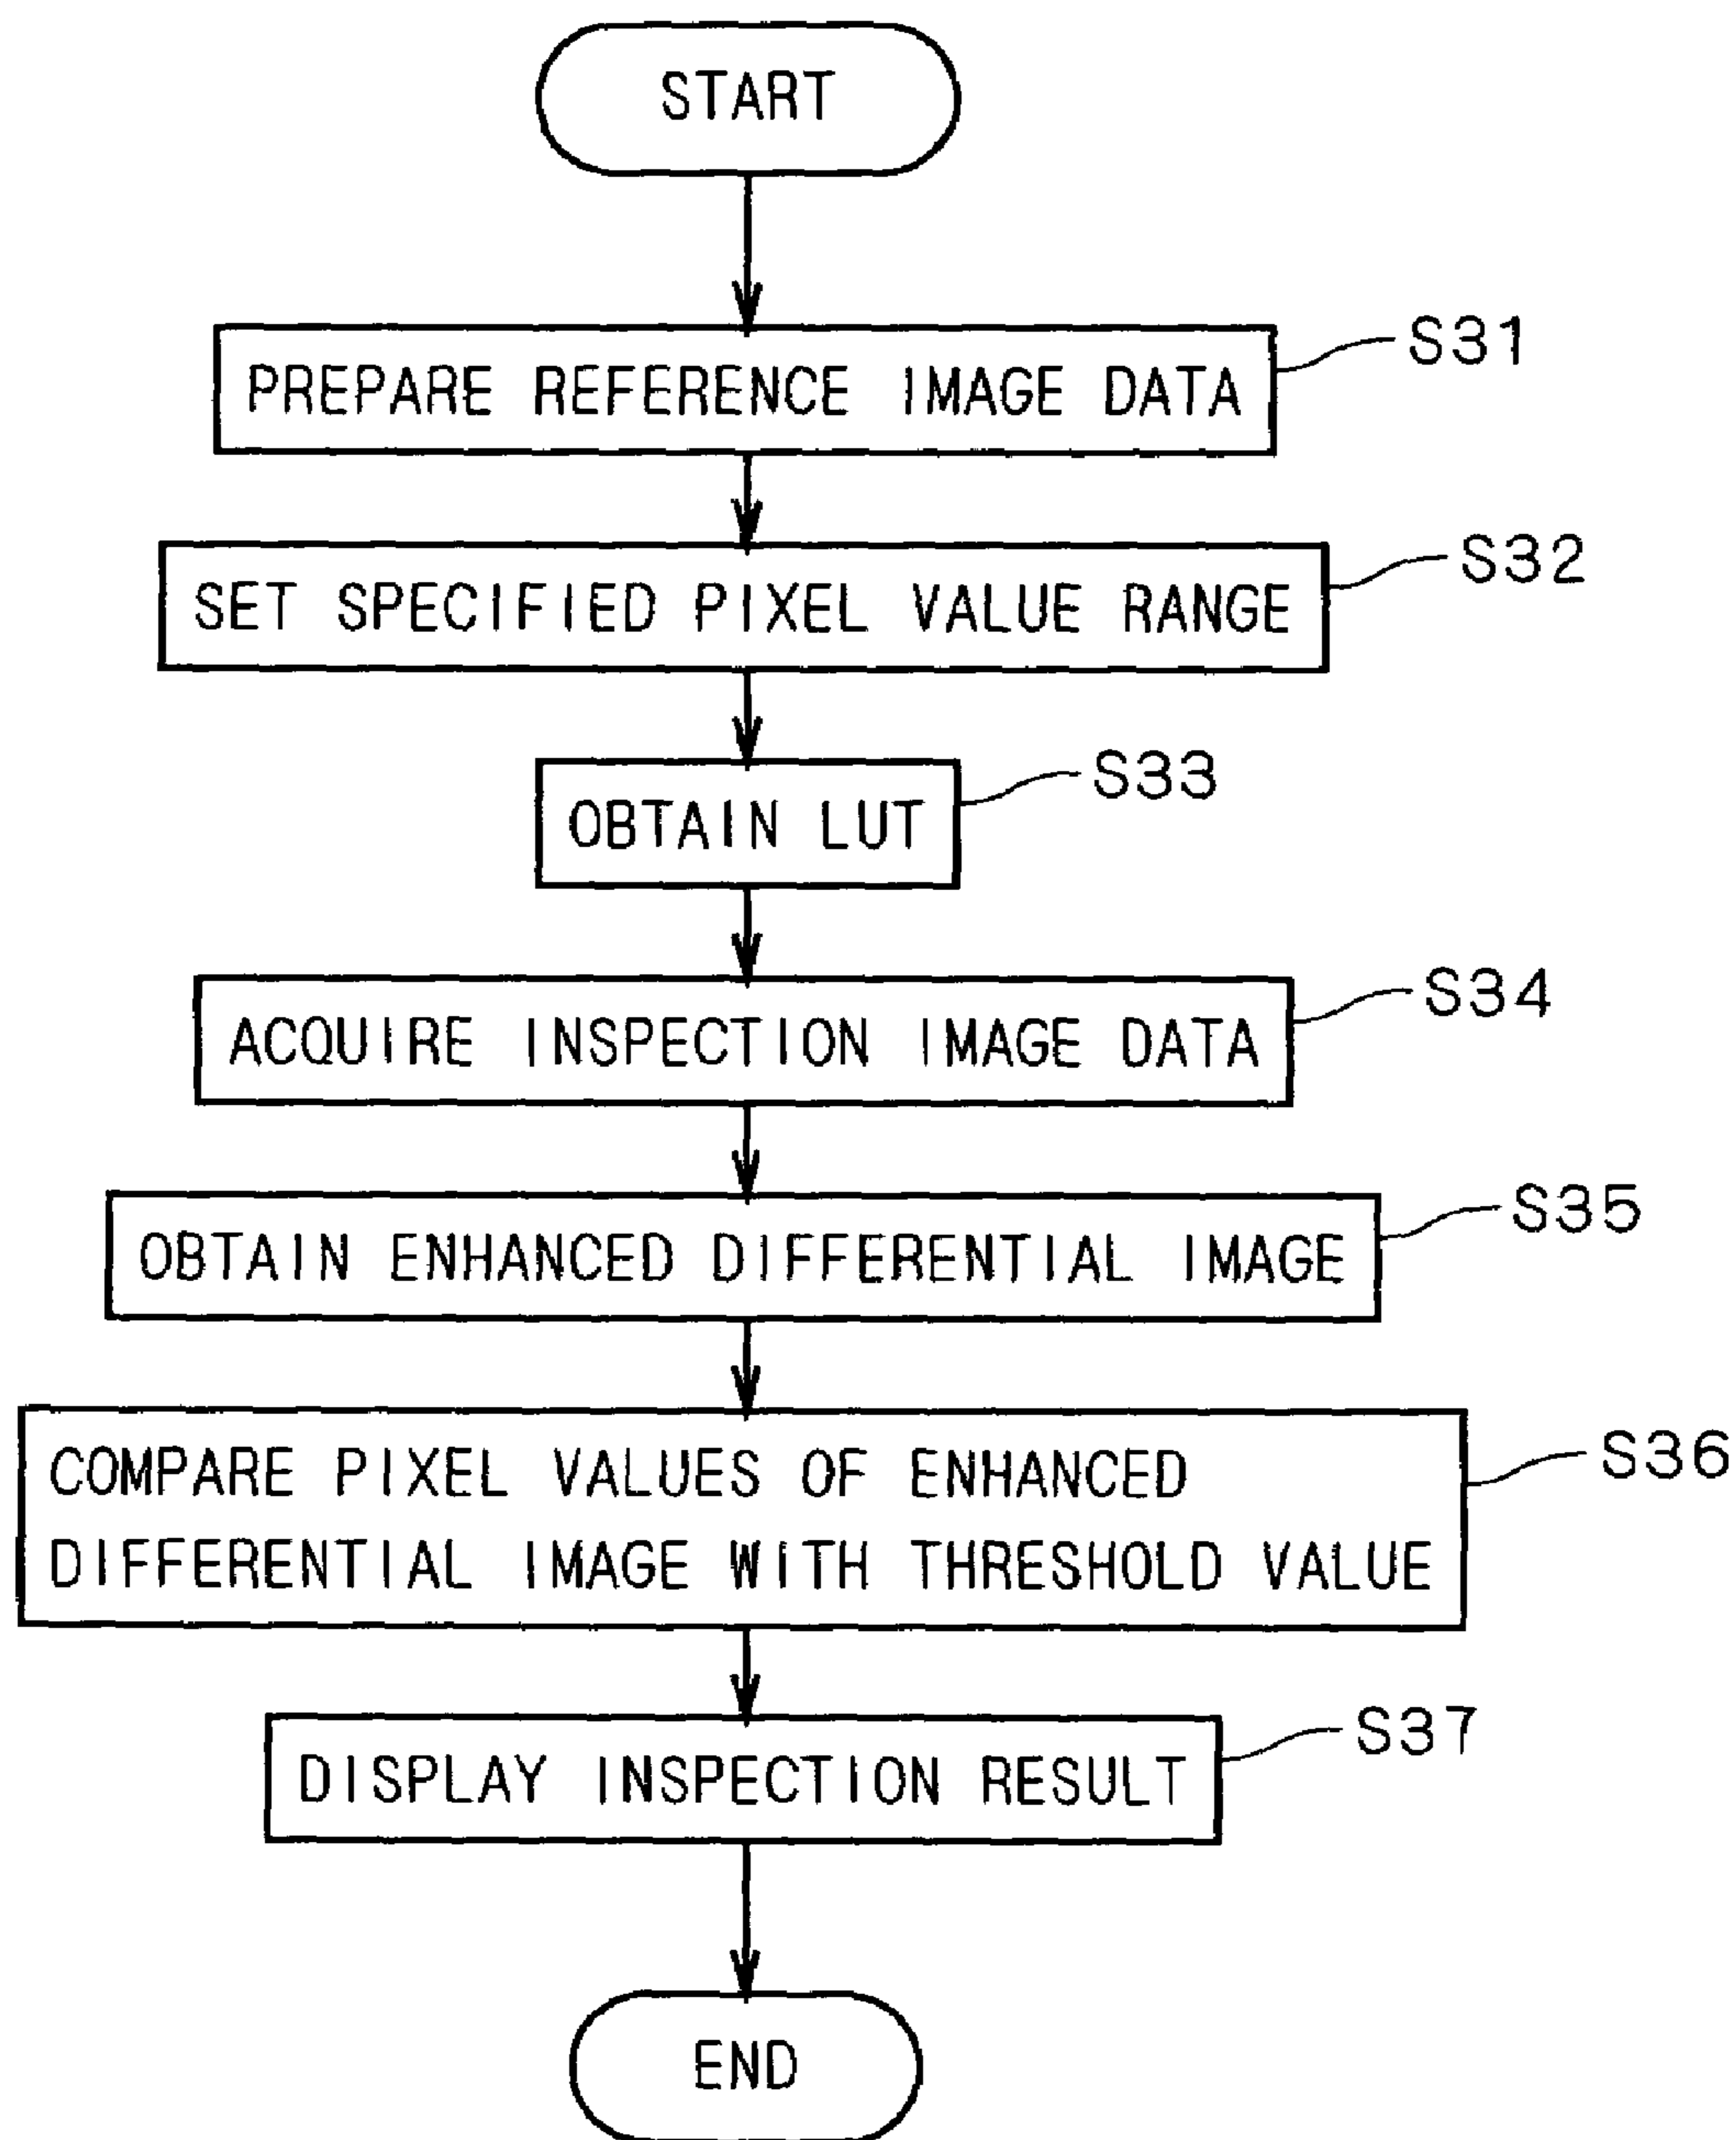 START
PREPARE REFERENCE IMAGE DATA
S31
SET SPECIFIED PIXEL VALUE RANGE
S32
OBTAIN LUT
S33
ACQUIRE INSPECTION IMAGE DATA
S34
OBTAIN ENHANCED DIFFERENTIAL IMAGE
S35
COMPARE PIXEL VALUES OF ENHANCED
DIFFERENTIAL IMAGE WITH THRESHOLD VALUE
S36
DISPLAY INSPECTION RESULT
S37
END